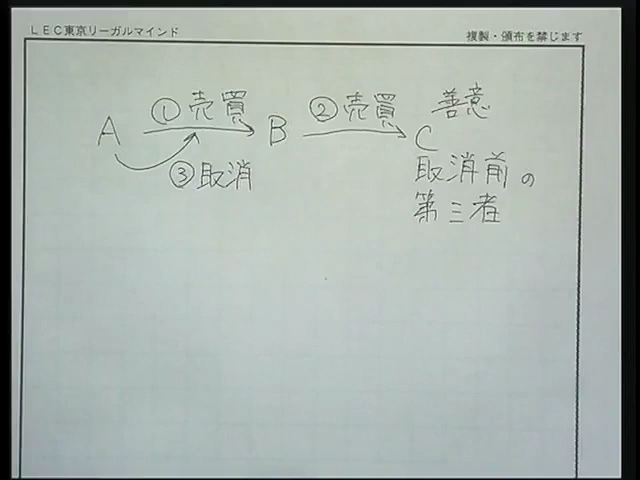 LEC東京リーガルマインド
複製・頒布を禁じます
①売買 ②売買 善意
A B C
③取消 取消前の
第三者